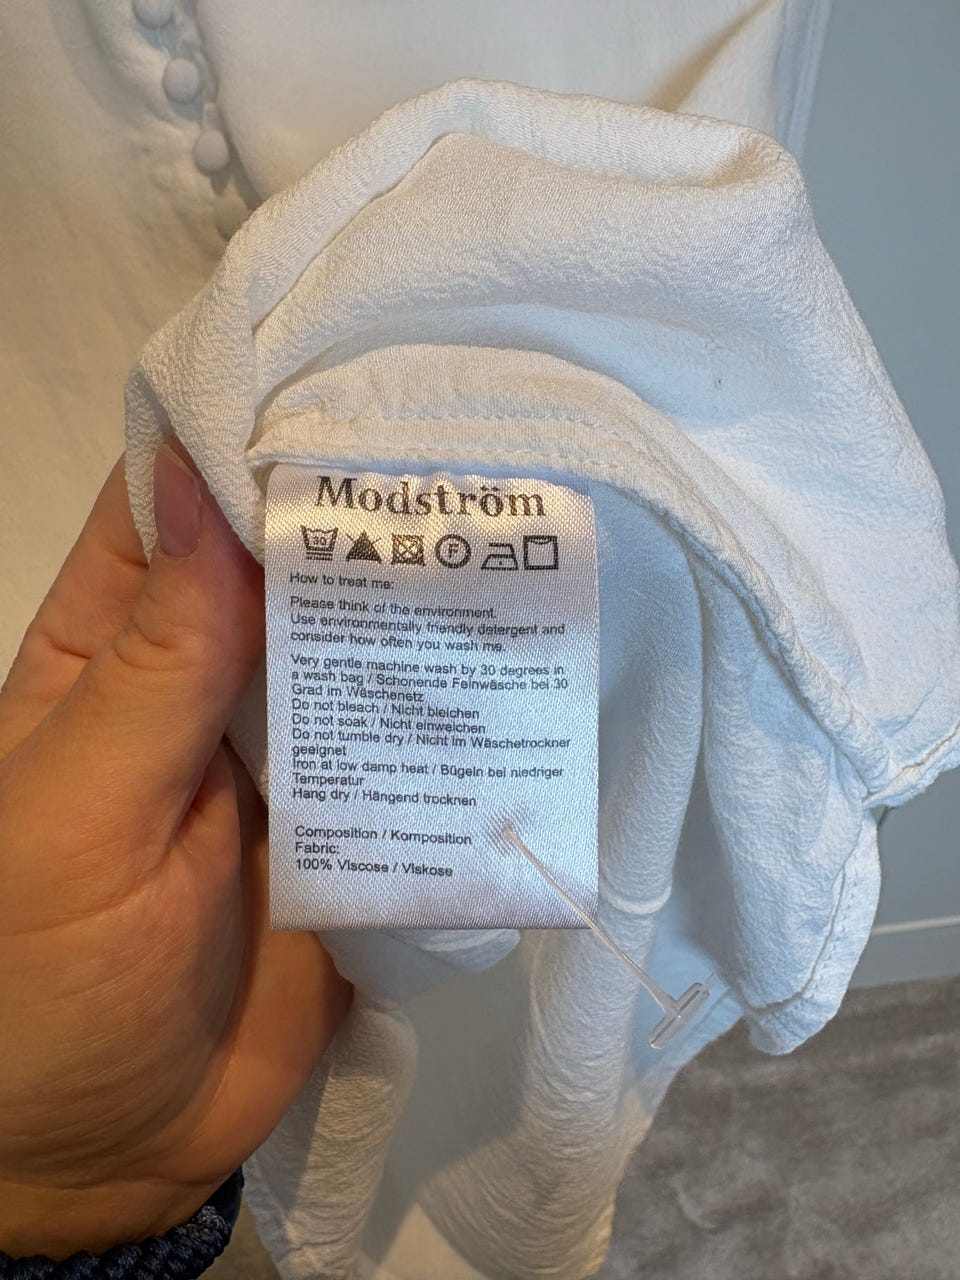 Modström
30
F
How to treat me:
Please think of the environment.
Use environmentally friendly detergent and
consider how often you wash me.
Very gentle machine wash by 30 degrees in
a wash bag / Schonende Feinwäsche bei 30
Grad im Wäschenetz
Do not bleach / Nicht bleichen
Do not soak / Nicht einweichen
Do not tumble dry / Nicht im Wäschetrockner
geeignet
Iron at low damp heat / Bügeln bei niedriger
Temperatur
Hang dry / Hängend trocknen
Composition / Komposition
Fabric:
100% Viscose / Viskose